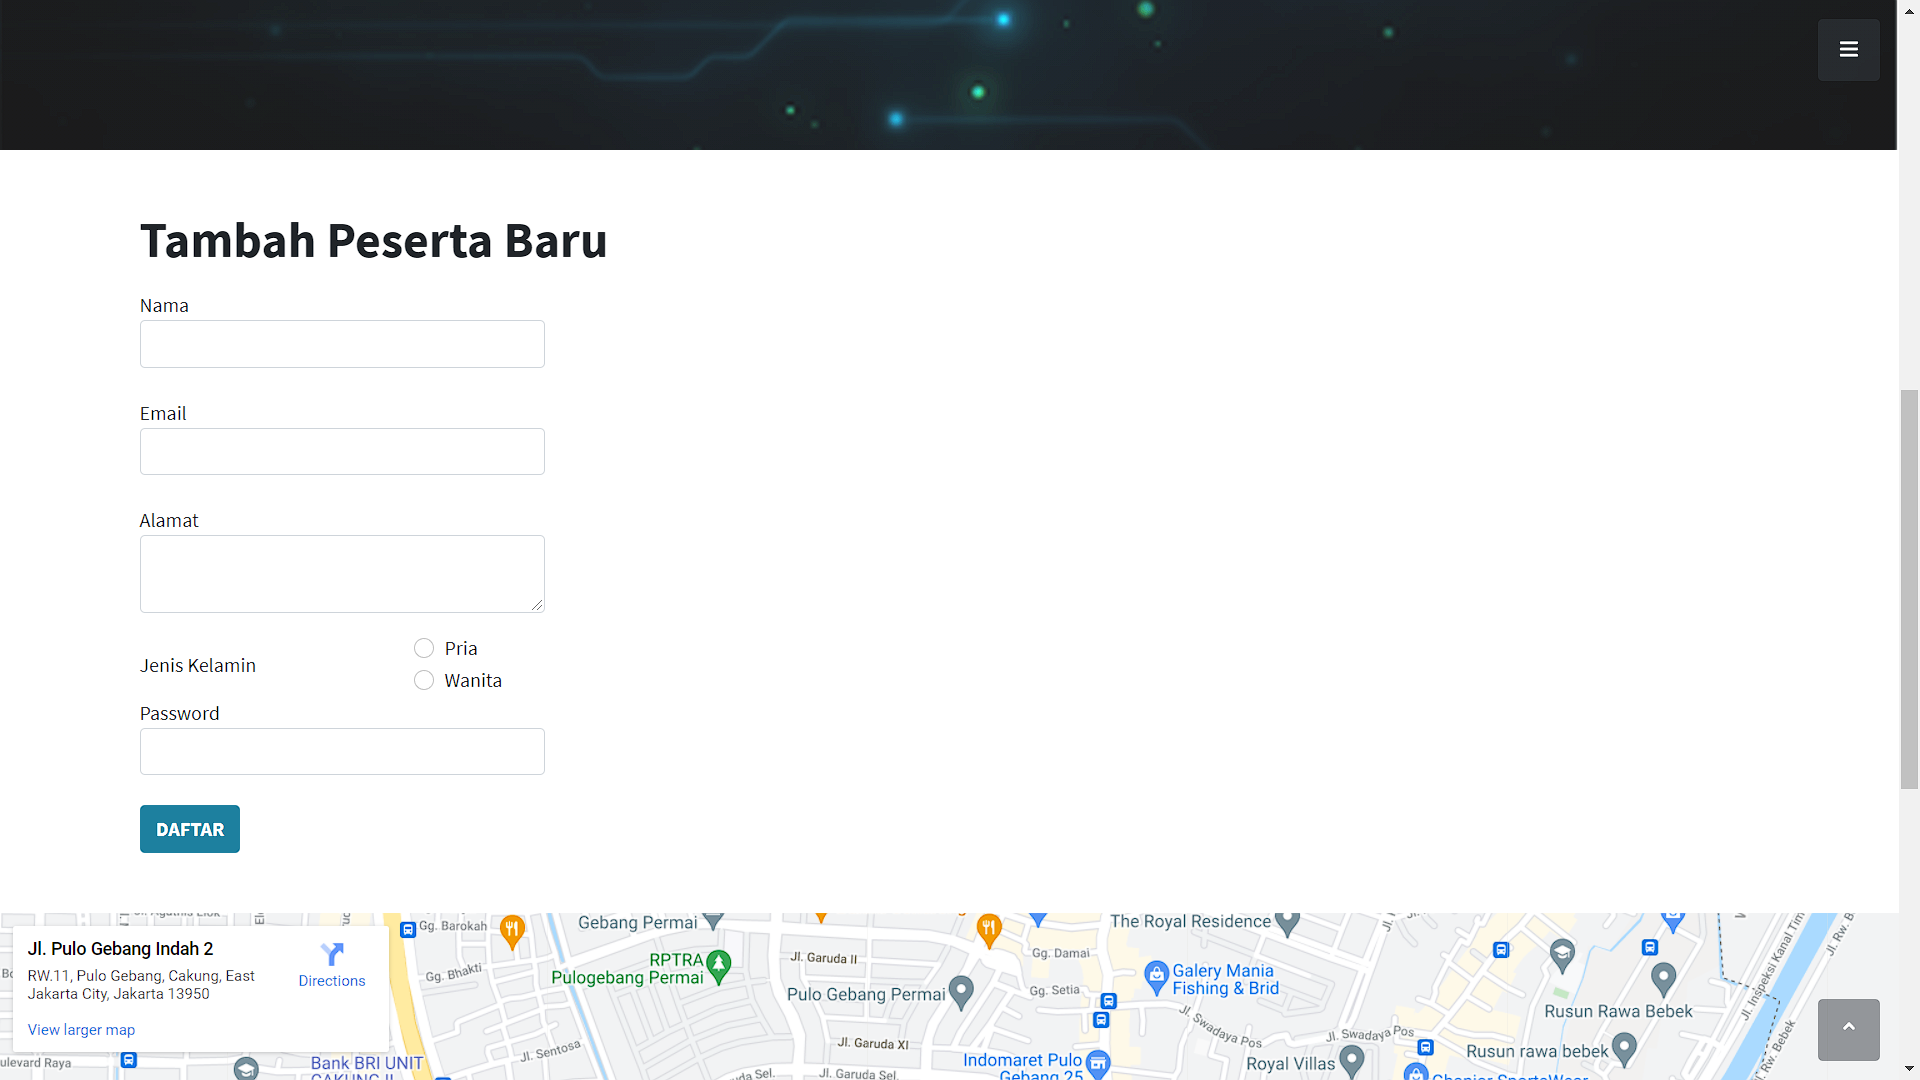 Tambah Peserta Baru
Nama
Email
Alamat
Jenis Kelamin
Pria
Wanita
Password
DAFTAR
Jl. Pulo Gebang Indah 2
RW.11, Pulo Gebang, Cakung, East
Jakarta City, Jakarta 13950
Directions
View larger map
Gg. Barokah
Gg. Bhakti
Gebang Permai
RPTRA
Pulogebang Permai
Jl. Garuda II
Pulo Gebang Permai
Gg. Damai
Gg. Setia
The Royal Residence
Galery Mania
Fishing & Brid
Jl. Swadaya Pos
Jl. Swadaya Pos
Jl. Sentosa
Jl. Garuda XI
Jl. Garuda Sel.
Indomaret Pulo
Gebang 25
Royal Villas
Rusun Rawa Bebek
Rusun rawa bebek
Jl. Inspeksi Kanal Tim
Jl. Rw. Bebek
Jl. Rw. B
Bank BRI UNIT
CAKUNG II
ulevard Raya